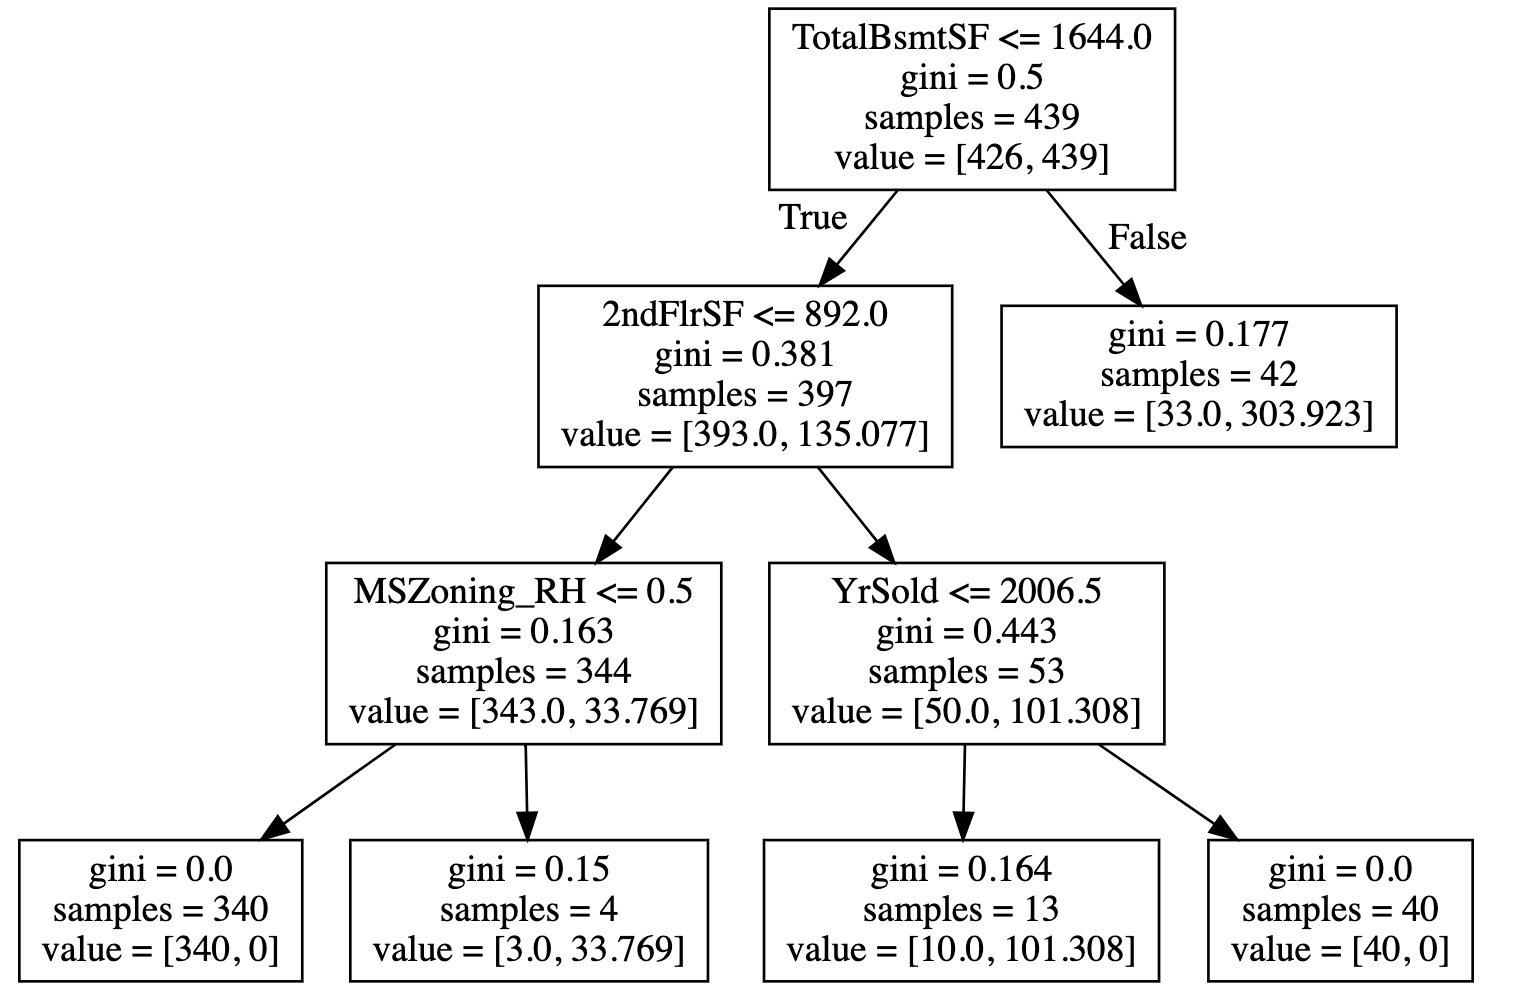 TotalBsmtSF <= 1644.0
gini = 0.5
samples = 439
value = [426, 439]
True
False
2ndFlrSF <= 892.0
gini = 0.381
samples = 397
value = [393.0, 135.077]
gini = 0.177
samples = 42
value = [33.0, 303.923]
MSZoning_RH <= 0.5
gini = 0.163
samples = 344
value = [343.0, 33.769]
YrSold <= 2006.5
gini = 0.443
samples = 53
value = [50.0, 101.308]
gini = 0.0
samples = 340
value = [340, 0]
gini = 0.15
samples = 4
value = [3.0, 33.769]
gini = 0.164
samples = 13
value = [10.0, 101.308]
gini = 0.0
samples = 40
value = [40, 0]